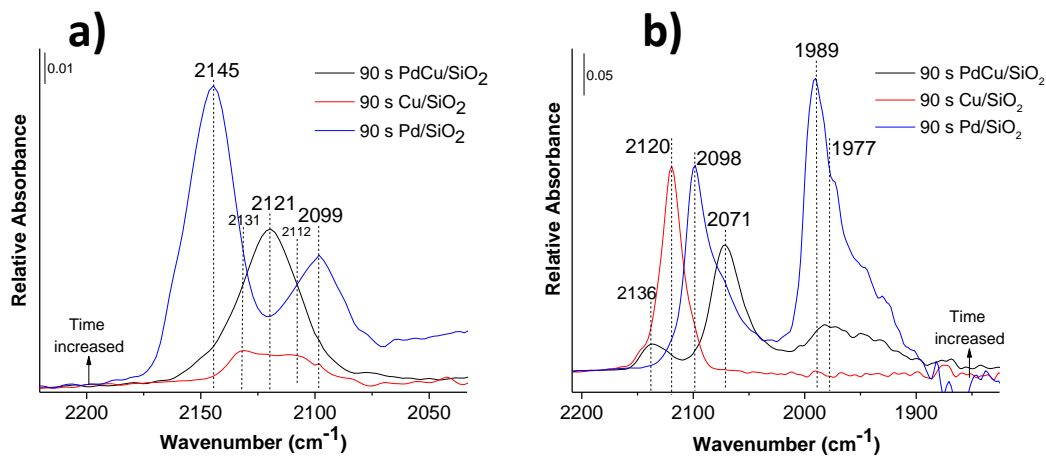 a)
0.01
2145
2131
2121
2112
2099
90 s PdCu/SiO2
90 s Cu/SiO2
90 s Pd/SiO2
Relative Absorbance
Time
increased
2200
2150
2100
2050
Wavenumber (cm-1)
b)
0.05
1989
2120
2098
1977
2071
2136
90 s PdCu/SiO2
90 s Cu/SiO2
90 s Pd/SiO2
Relative Absorbance
Time
increased
2200
2100
2000
1900
Wavenumber (cm-1)